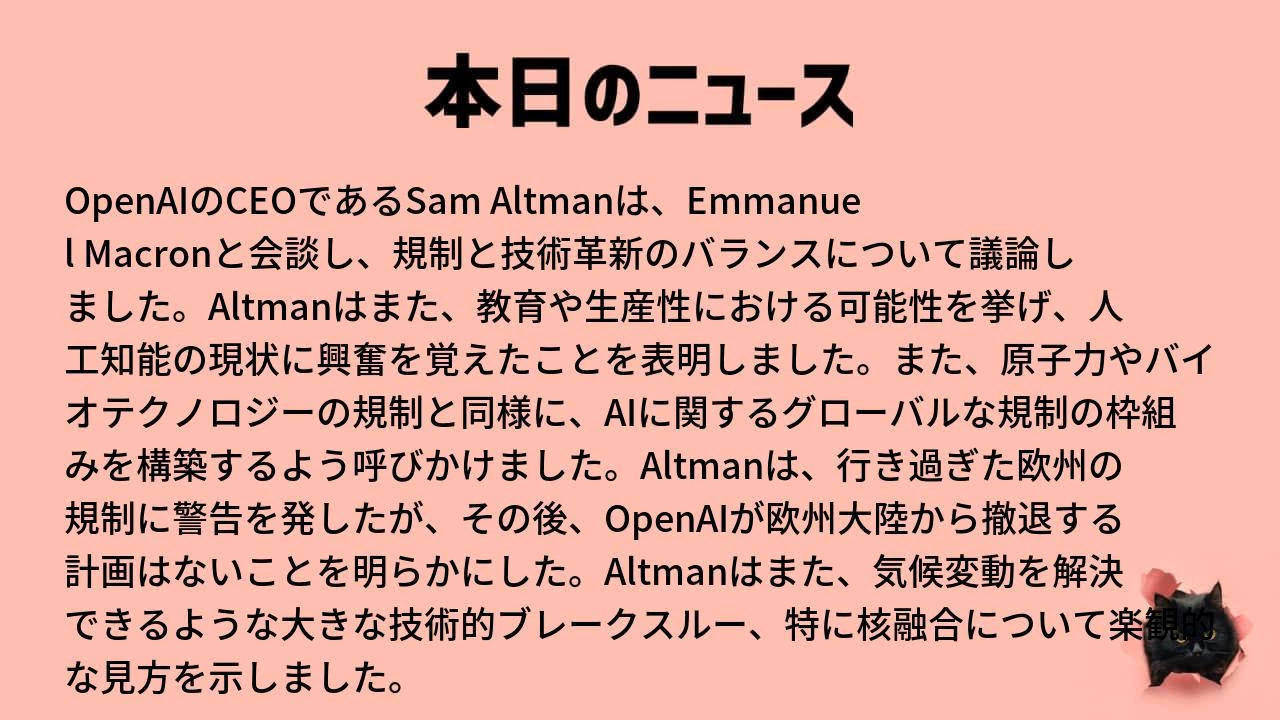 本日のニュース
OpenAIのCEOであるSam Altmanは、Emmanue
l Macronと会談し、規制と技術革新のバランスについて議論し
ました。Altmanはまた、教育や生産性における可能性を挙げ、人
工知能の現状に興奮を覚えたことを表明しました。また、原子力やバイ
オテクノロジーの規制と同様に、AIに関するグローバルな規制の枠組
みを構築するよう呼びかけました。Altmanは、行き過ぎた欧州の
規制に警告を発したが、その後、OpenAIが欧州大陸から撤退する
計画はないことを明らかにした。Altmanはまた、気候変動を解決
できるような大きな技術的ブレークスルー、特に核融合について楽観的
な見方を示しました。